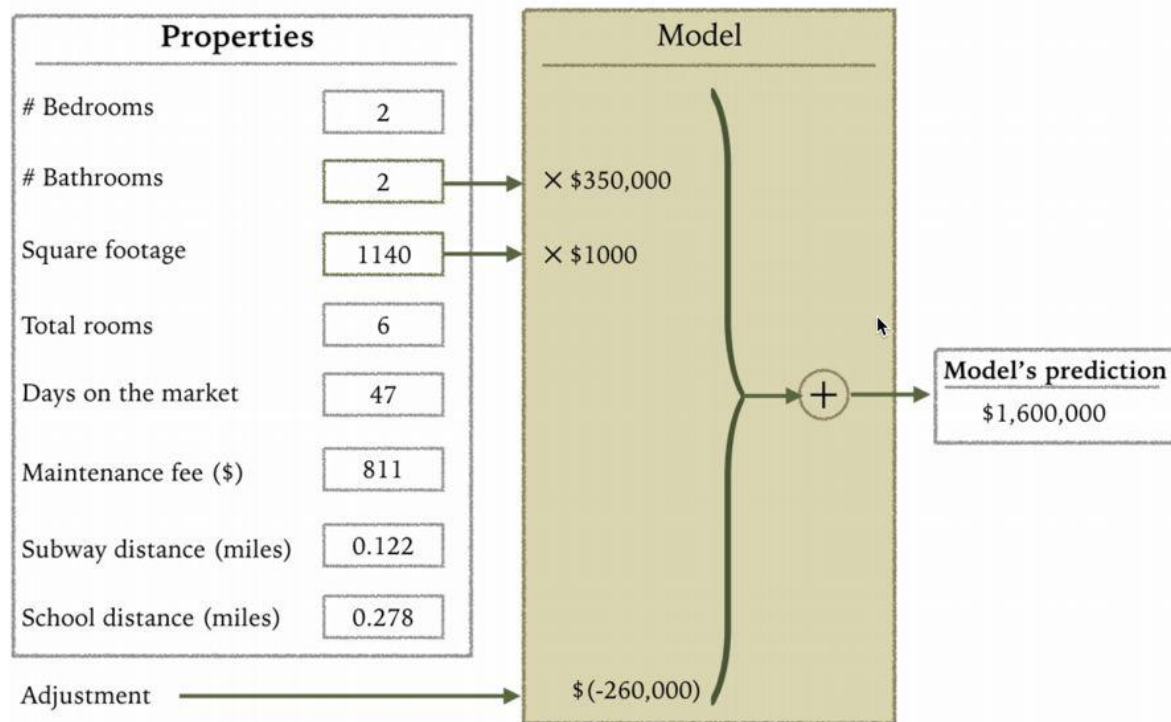 Properties
# Bedrooms 2
# Bathrooms 2
Square footage 1140
Total rooms 6
Days on the market 47
Maintenance fee ($) 811
Subway distance (miles) 0.122
School distance (miles) 0.278
Adjustment
Model
× $350,000
× $1000
$(-260,000)
+
Model's prediction
$1,600,000